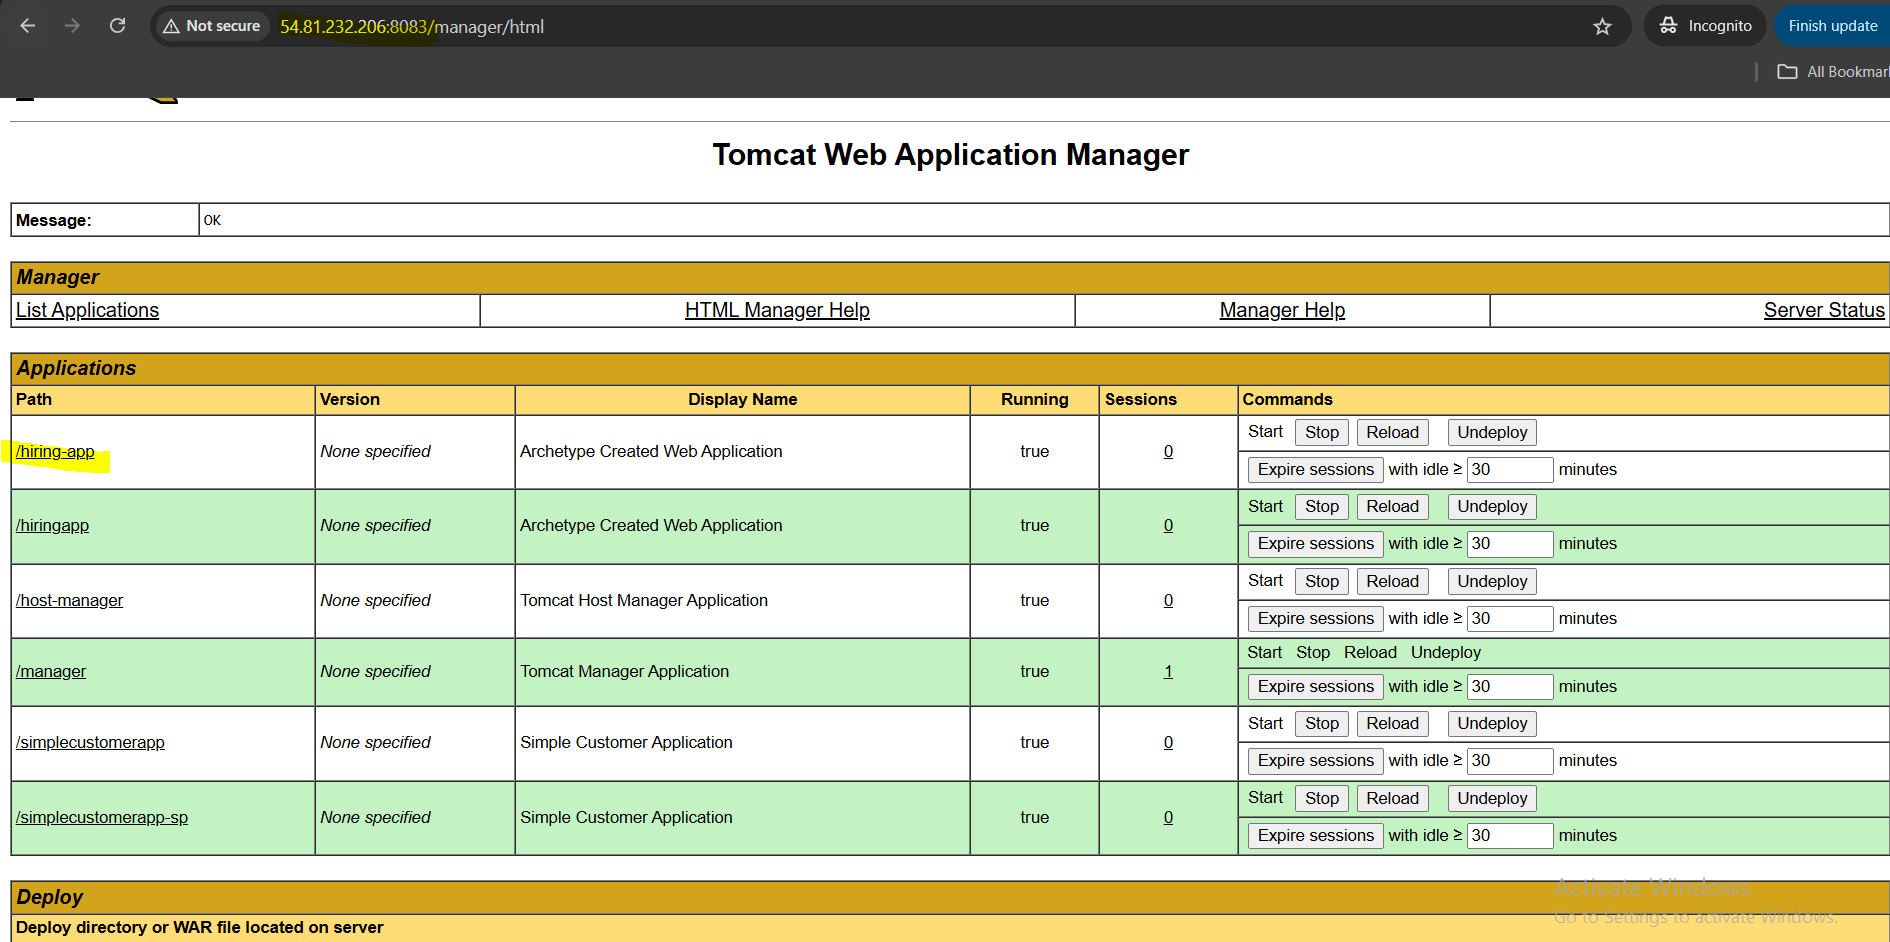 Not secure 54.81.232.206:8083/manager/html Incognito Finish update
All Bookmar
Tomcat Web Application Manager
Message: OK
Manager
List Applications HTML Manager Help Manager Help Server Status
Applications
Path Version Display Name Running Sessions Commands
/hiring-app None specified Archetype Created Web Application true 0 Start Stop Reload Undeploy
Expire sessions with idle ≥ 30 minutes
/hiringapp None specified Archetype Created Web Application true 0 Start Stop Reload Undeploy
Expire sessions with idle ≥ 30 minutes
/host-manager None specified Tomcat Host Manager Application true 0 Start Stop Reload Undeploy
Expire sessions with idle ≥ 30 minutes
/manager None specified Tomcat Manager Application true 1 Start Stop Reload Undeploy
Expire sessions with idle ≥ 30 minutes
/simplecustomerapp None specified Simple Customer Application true 0 Start Stop Reload Undeploy
Expire sessions with idle ≥ 30 minutes
/simplecustomerapp-sp None specified Simple Customer Application true 0 Start Stop Reload Undeploy
Expire sessions with idle ≥ 30 minutes
Deploy
Deploy directory or WAR file located on server
Activate Windows
Go to Settings to activate Windows.